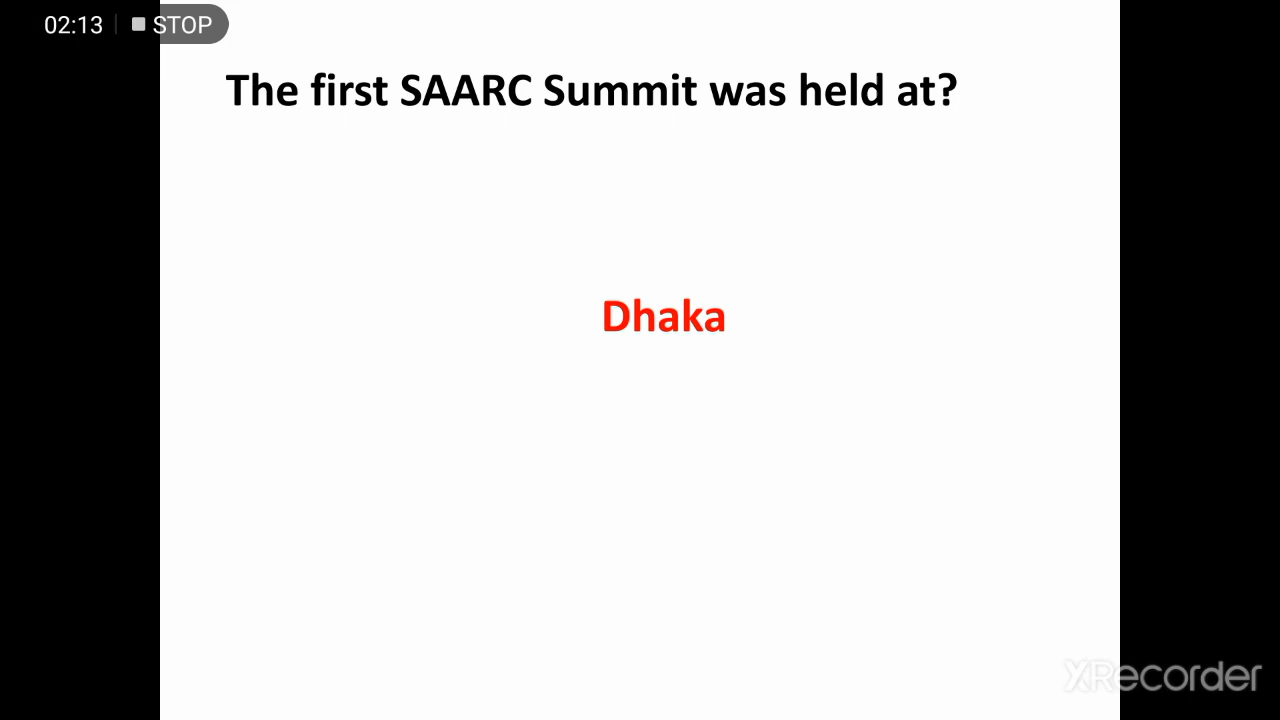 02:13 STOP
The first SAARC Summit was held at?
Dhaka
XRecorder